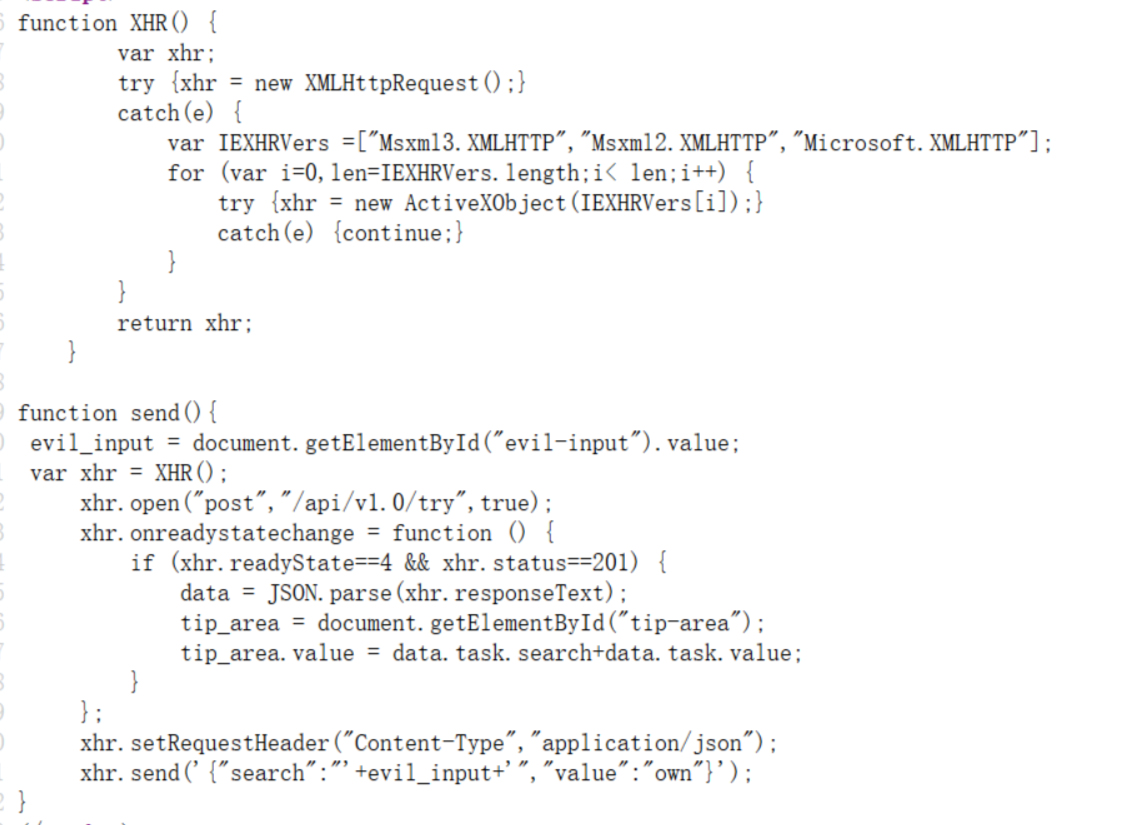 function XHR() {
var xhr;
try {xhr = new XMLHttpRequest();}
catch(e) {
var IEXHRVers =["Msxml3.XMLHTTP","Msxml2.XMLHTTP","Microsoft.XMLHTTP"];
for (var i=0,len=IEXHRVers.length;i< len;i++) {
try {xhr = new ActiveXObject(IEXHRVers[i]);}
catch(e) {continue;}
}
}
return xhr;
}
function send(){
evil_input = document.getElementById("evil-input").value;
var xhr = XHR();
xhr.open("post","/api/v1.0/try",true);
xhr.onreadystatechange = function () {
if (xhr.readyState==4 && xhr.status==201) {
data = JSON.parse(xhr.responseText);
tip_area = document.getElementById("tip-area");
tip_area.value = data.task.search+data.task.value;
}
};
xhr.setRequestHeader("Content-Type","application/json");
xhr.send('{"search":"'+evil_input+'","value":"own"}');
}